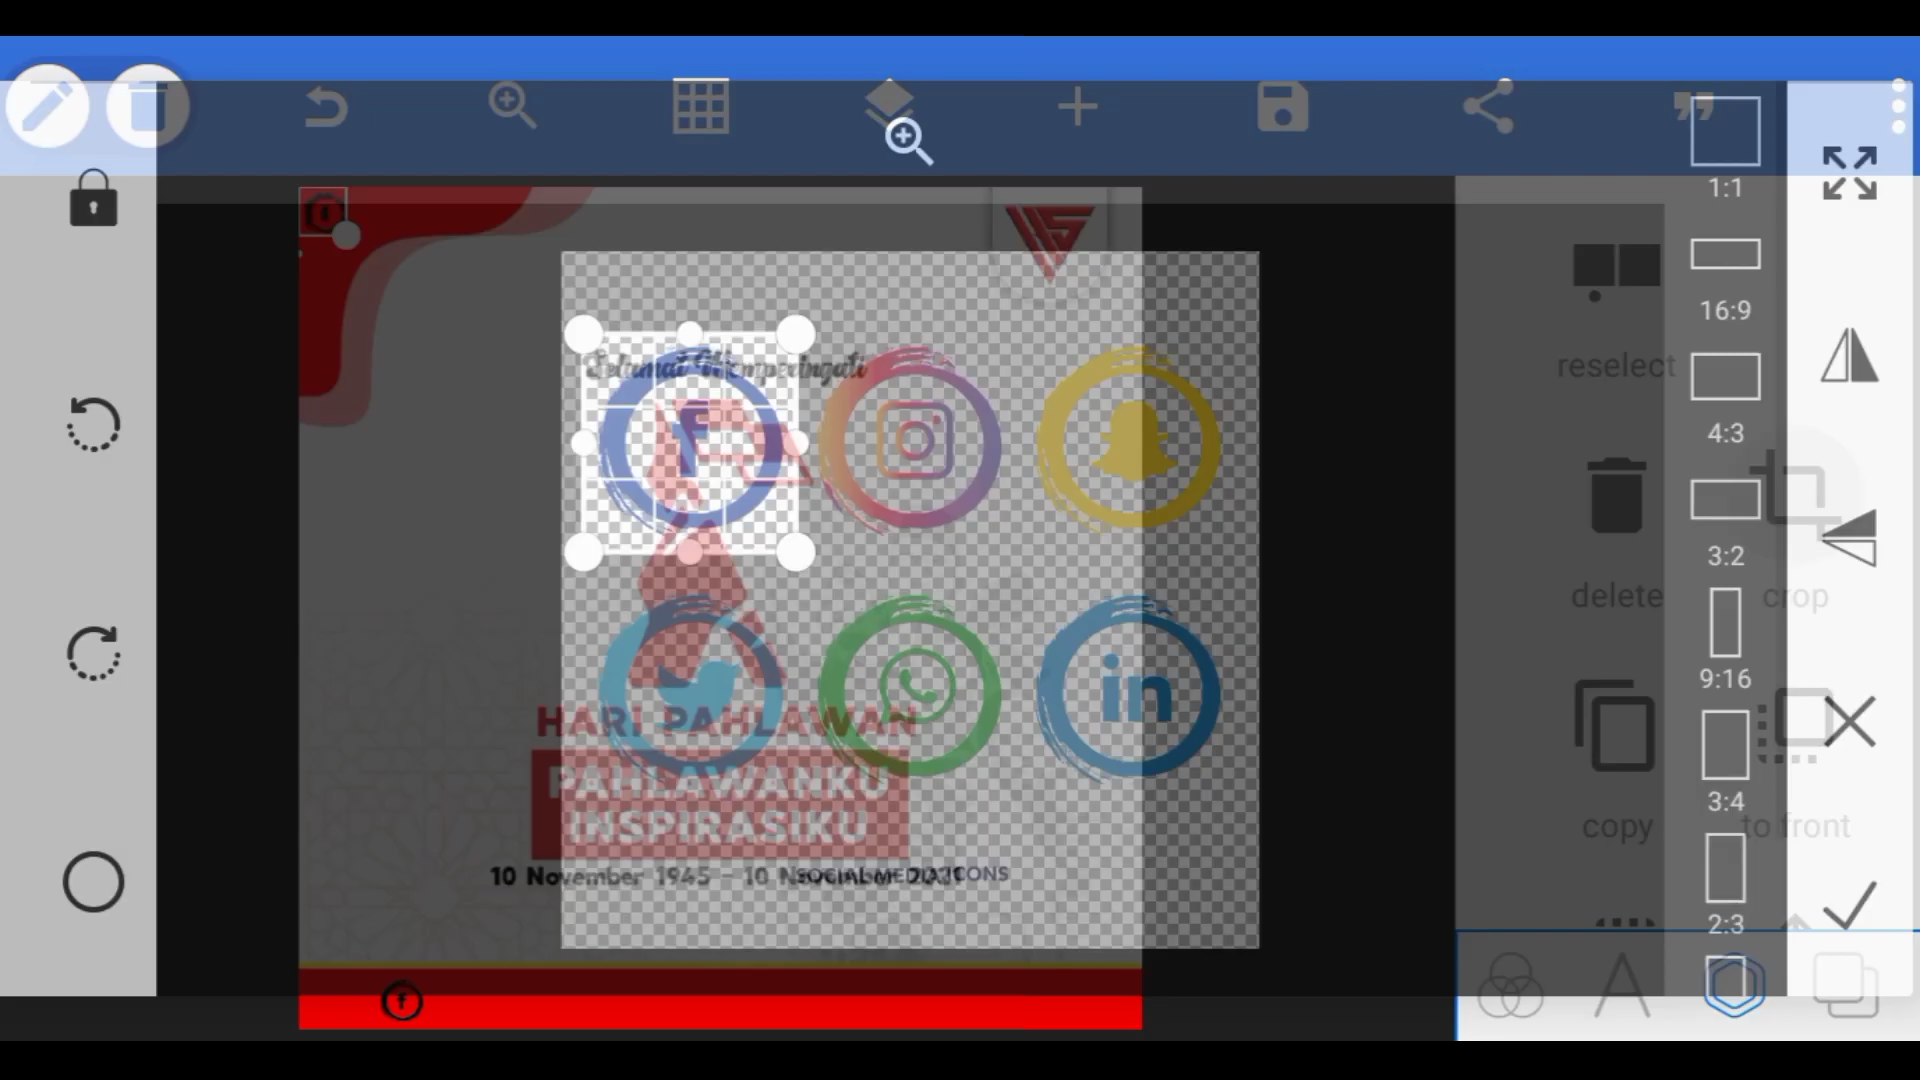 1:1
16:9
reselect
Selamat Memperingati
4:3
3:2
delete
crop
in
9:16
HARI PAHLAWAN
PAHLAWANKU
INSPIRASIKU
3:4
copy
to front
10 November 1945 - 10 November 2021
SOCIAL MEDIA ICONS
2:3